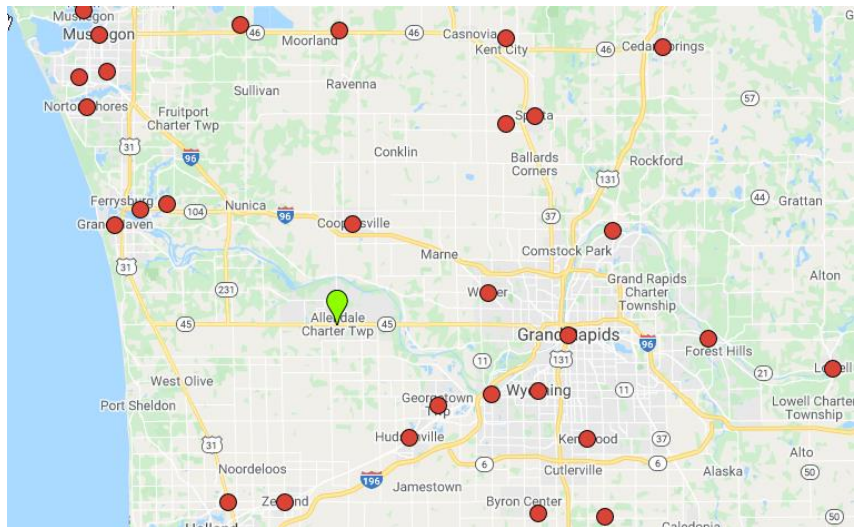 Muskegon
46
Moorland
46
Casnovia
Kent City
46
Cedar Springs
Sullivan
Ravenna
57
Norton Shores
Fruitport
Charter Twp
Sparta
31
96
Conklin
Ballards
Corners
Rockford
131
44
Grattan
Ferrysburg
104
Nunica
96
Coopersville
37
Grand Haven
Comstock Park
Marne
31
231
Grand Rapids
Charter
Township
Alton
Walker
45
Allendale
Charter Twp
45
Grand Rapids
96
Forest Hills
11
131
21
Lowell
West Olive
Port Sheldon
Georgetown
Twp
Wyoming
11
Lowell Charter
Township
31
Hudsonville
Kentwood
37
Alto
Noordeloos
6
6
Cutlerville
Alaska
50
196
Jamestown
Zeeland
Byron Center
Holland
Caledonia
50